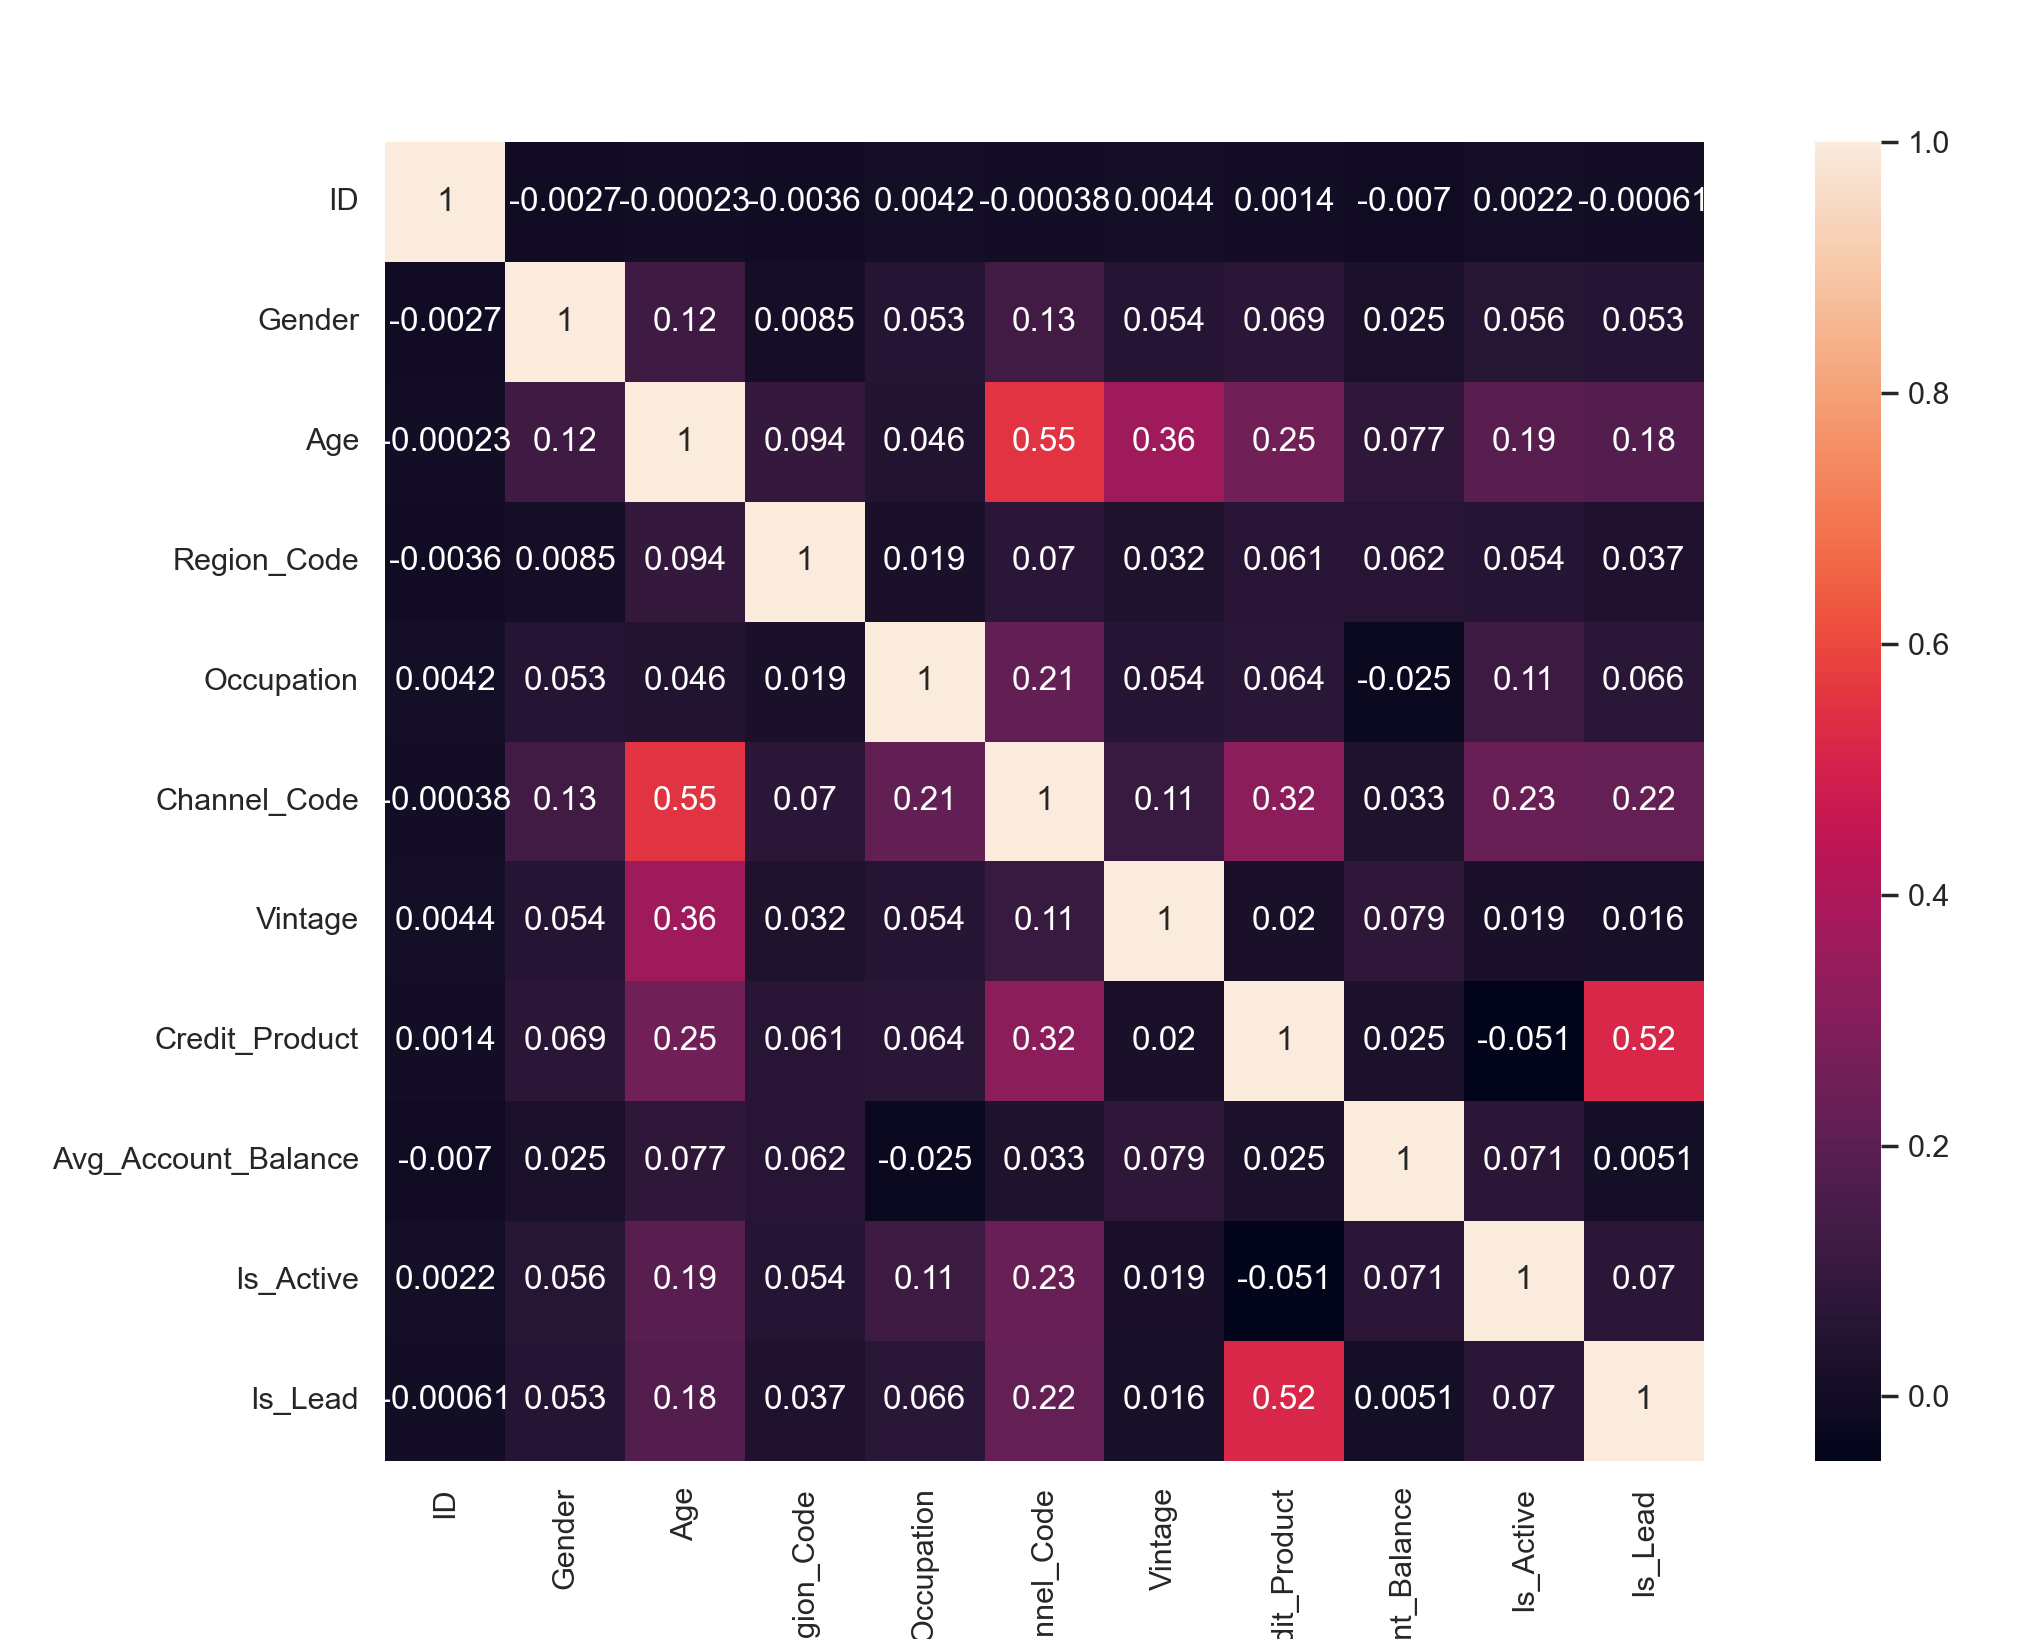 ID 1 -0.0027 -0.00023 -0.0036 0.0042 -0.00038 0.0044 0.0014 -0.007 0.0022 -0.00061
Gender -0.0027 1 0.12 0.0085 0.053 0.13 0.054 0.069 0.025 0.056 0.053
Age -0.00023 0.12 1 0.094 0.046 0.55 0.36 0.25 0.077 0.19 0.18
Region_Code -0.0036 0.0085 0.094 1 0.019 0.07 0.032 0.061 0.062 0.054 0.037
Occupation 0.0042 0.053 0.046 0.019 1 0.21 0.054 0.064 -0.025 0.11 0.066
Channel_Code -0.00038 0.13 0.55 0.07 0.21 1 0.11 0.32 0.033 0.23 0.22
Vintage 0.0044 0.054 0.36 0.032 0.054 0.11 1 0.02 0.079 0.019 0.016
Credit_Product 0.0014 0.069 0.25 0.061 0.064 0.32 0.02 1 0.025 -0.051 0.52
Avg_Account_Balance -0.007 0.025 0.077 0.062 -0.025 0.033 0.079 0.025 1 0.071 0.0051
Is_Active 0.0022 0.056 0.19 0.054 0.11 0.23 0.019 -0.051 0.071 1 0.07
Is_Lead -0.00061 0.053 0.18 0.037 0.066 0.22 0.016 0.52 0.0051 0.07 1
ID
Gender
Age
gion_Code
Occupation
nnel_Code
Vintage
dit_Product
nt_Balance
Is_Active
Is_Lead
1.0
0.8
0.6
0.4
0.2
0.0